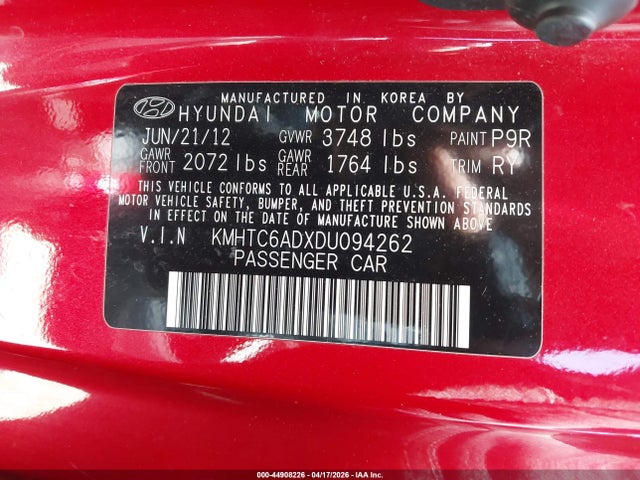 MANUFACTURED IN KOREA BY
HYUNDAI MOTOR COMPANY
JUN/21/12 GVWR 3748 lbs PAINT P9R
GAWR FRONT 2072 lbs GAWR REAR 1764 lbs TRIM RY
THIS VEHICLE CONFORMS TO ALL APPLICABLE U.S.A. FEDERAL
MOTOR VEHICLE SAFETY, BUMPER, AND THEFT PREVENTION STANDARDS
IN EFFECT ON THE DATE OF MANUFACTURE SHOWN ABOVE
V.I.N KMHTC6ADXDU094262
PASSENGER CAR
000-44908226 - 04/17/2026 - IAA Inc.